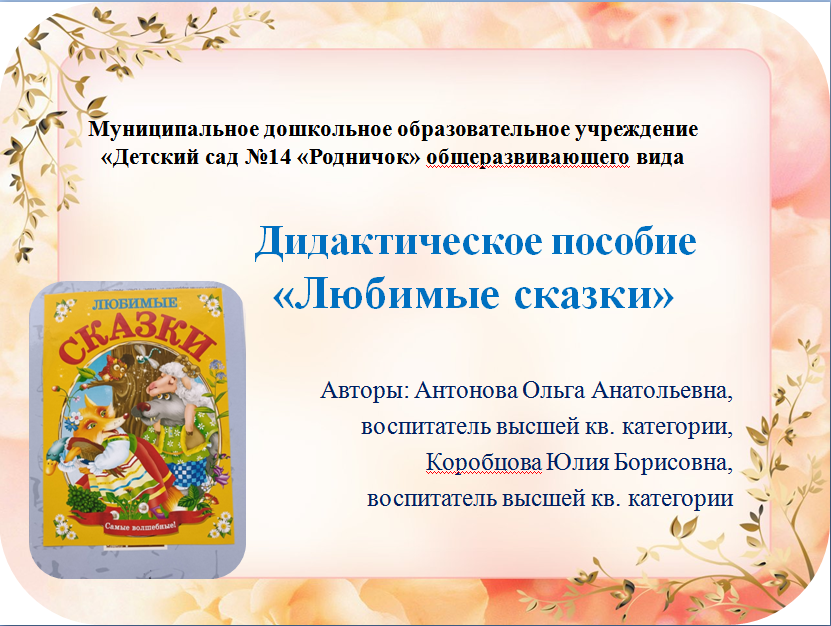 Муниципальное дошкольное образовательное учреждение
«Детский сад №14 «Родничок» общеразвивающего вида
Дидактическое пособие
«Любимые сказки»
ЛЮБИМЫЕ
СКАЗКИ
Самые волшебные!
Авторы: Антонова Ольга Анатольевна,
воспитатель высшей кв. категории,
Коробцова Юлия Борисовна,
воспитатель высшей кв. категории